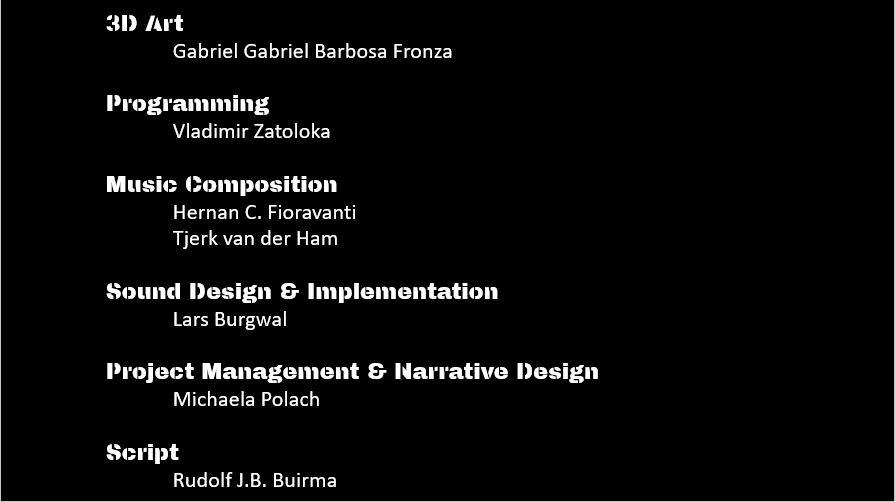 3D Art
Gabriel Gabriel Barbosa Fronza
Programming
Vladimir Zatoloka
Music Composition
Hernan C. Fioravanti
Tjerk van der Ham
Sound Design & Implementation
Lars Burgwal
Project Management & Narrative Design
Michaela Polach
Script
Rudolf J.B. Buirma